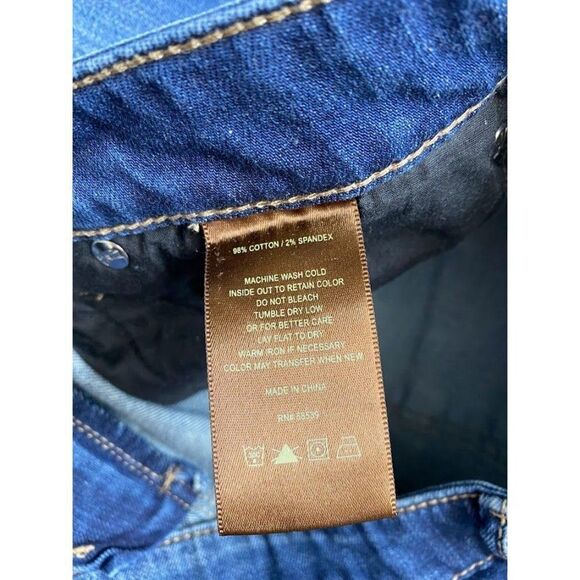 98% COTTON / 2% SPANDEX
MACHINE WASH COLD
INSIDE OUT TO RETAIN COLOR
DO NOT BLEACH
TUMBLE DRY LOW
OR FOR BETTER CARE
LAY FLAT TO DRY
WARM IRON IF NECESSARY
COLOR MAY TRANSFER WHEN NEW
MADE IN CHINA
RN# 68539